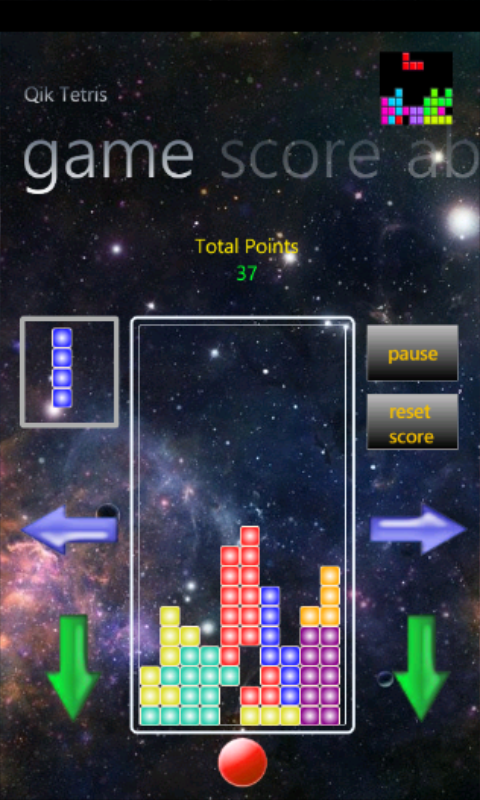 Qik Tetris
game score ab
Total Points
37
pause
reset
score